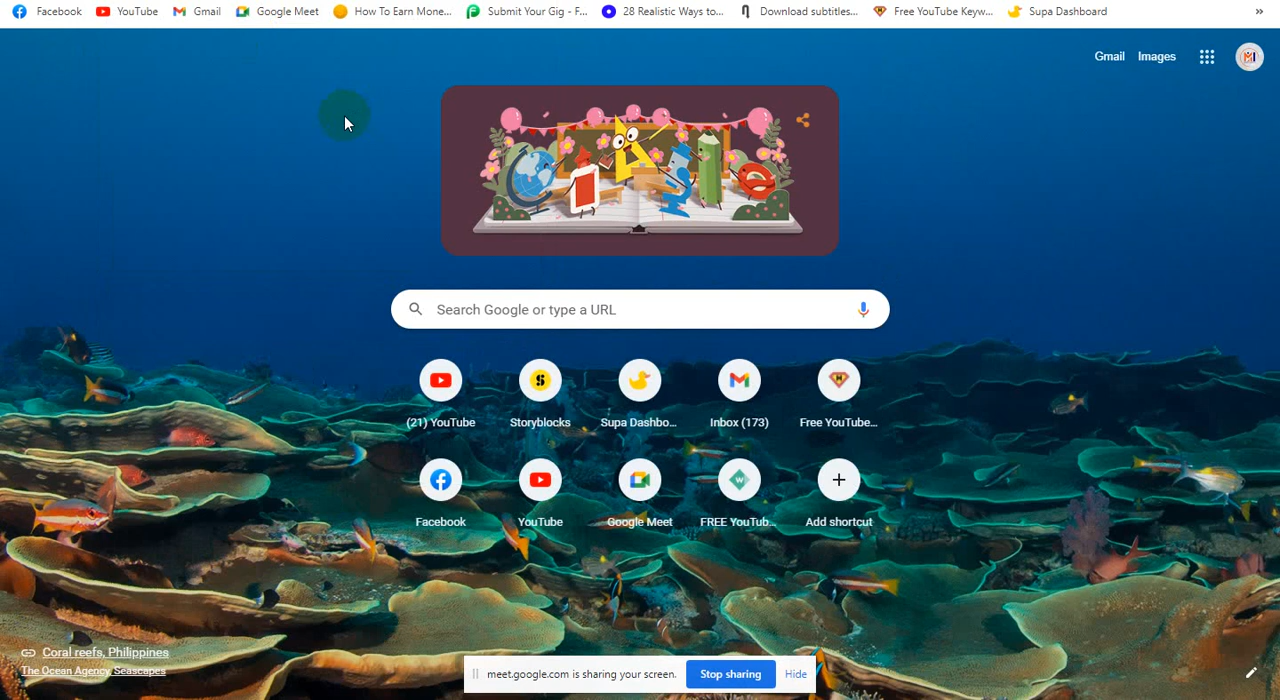 Facebook YouTube Gmail Google Meet How To Earn Mone... Submit Your Gig - F... 28 Realistic Ways to... Download subtitles... Free YouTube Keyw... Supa Dashboard »
Gmail Images
Search Google or type a URL
(21) YouTube Storyblocks Supa Dashbo... Inbox (173) Free YouTube...
Facebook YouTube Google Meet FREE YouTub... Add shortcut
Coral reefs, Philippines
The Ocean Agency, Seascapes
meet.google.com is sharing your screen. Stop sharing Hide